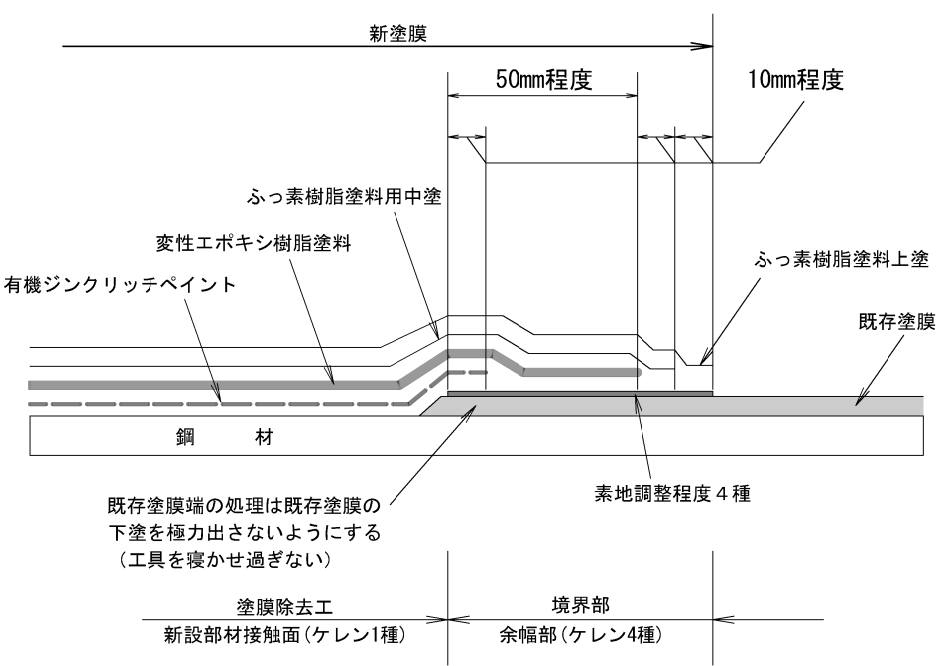 新塗膜
50mm程度
10mm程度
ふっ素樹脂塗料用中塗
変性エポキシ樹脂塗料
有機ジンクリッチペイント
ふっ素樹脂塗料上塗
既存塗膜
鋼 材
素地調整程度4種
既存塗膜端の処理は既存塗膜の
下塗を極力出さないようにする
(工具を寝かせ過ぎない)
塗膜除去工
新設部材接触面(ケレン1種)
境界部
余幅部(ケレン4種)